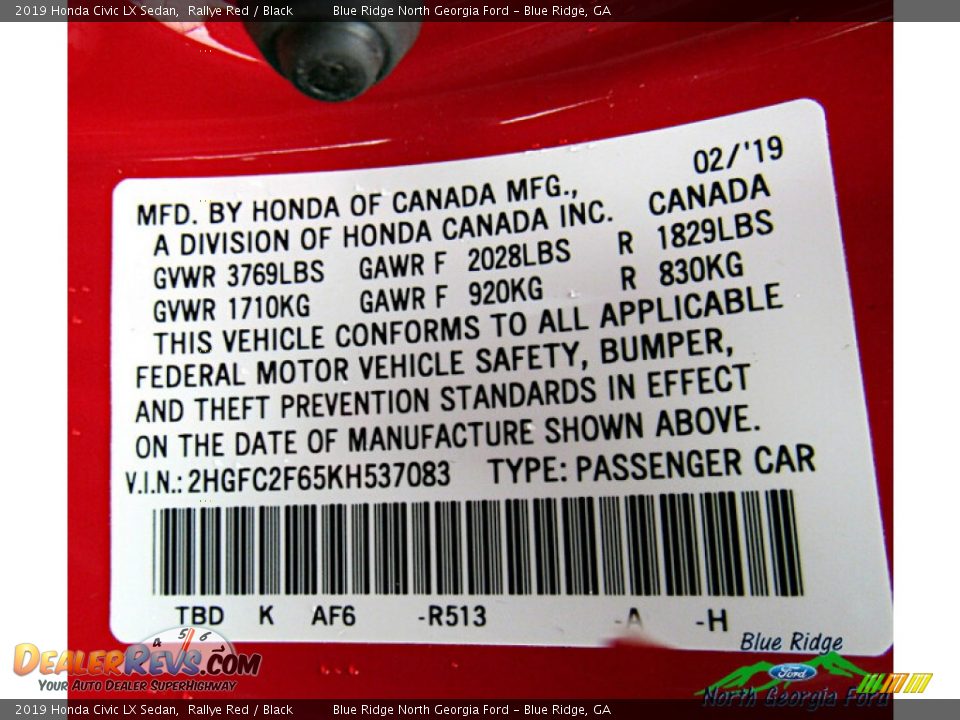 2019 Honda Civic LX Sedan, Rallye Red / Black Blue Ridge North Georgia Ford - Blue Ridge, GA
02/'19
MFD. BY HONDA OF CANADA MFG., CANADA
A DIVISION OF HONDA CANADA INC.
GVWR 3769LBS GAWR F 2028LBS R 1829LBS
GVWR 1710KG GAWR F 920KG R 830KG
THIS VEHICLE CONFORMS TO ALL APPLICABLE
FEDERAL MOTOR VEHICLE SAFETY, BUMPER,
AND THEFT PREVENTION STANDARDS IN EFFECT
ON THE DATE OF MANUFACTURE SHOWN ABOVE.
V.I.N.: 2HGFC2F65KH537083 TYPE: PASSENGER CAR
TBD K AF6 -R513 -A -H
4 5 6
DEALERREVS.COM
YOUR AUTO DEALER SUPERHIGHWAY
Blue Ridge
Ford
North Georgia Ford
2019 Honda Civic LX Sedan, Rallye Red / Black Blue Ridge North Georgia Ford - Blue Ridge, GA